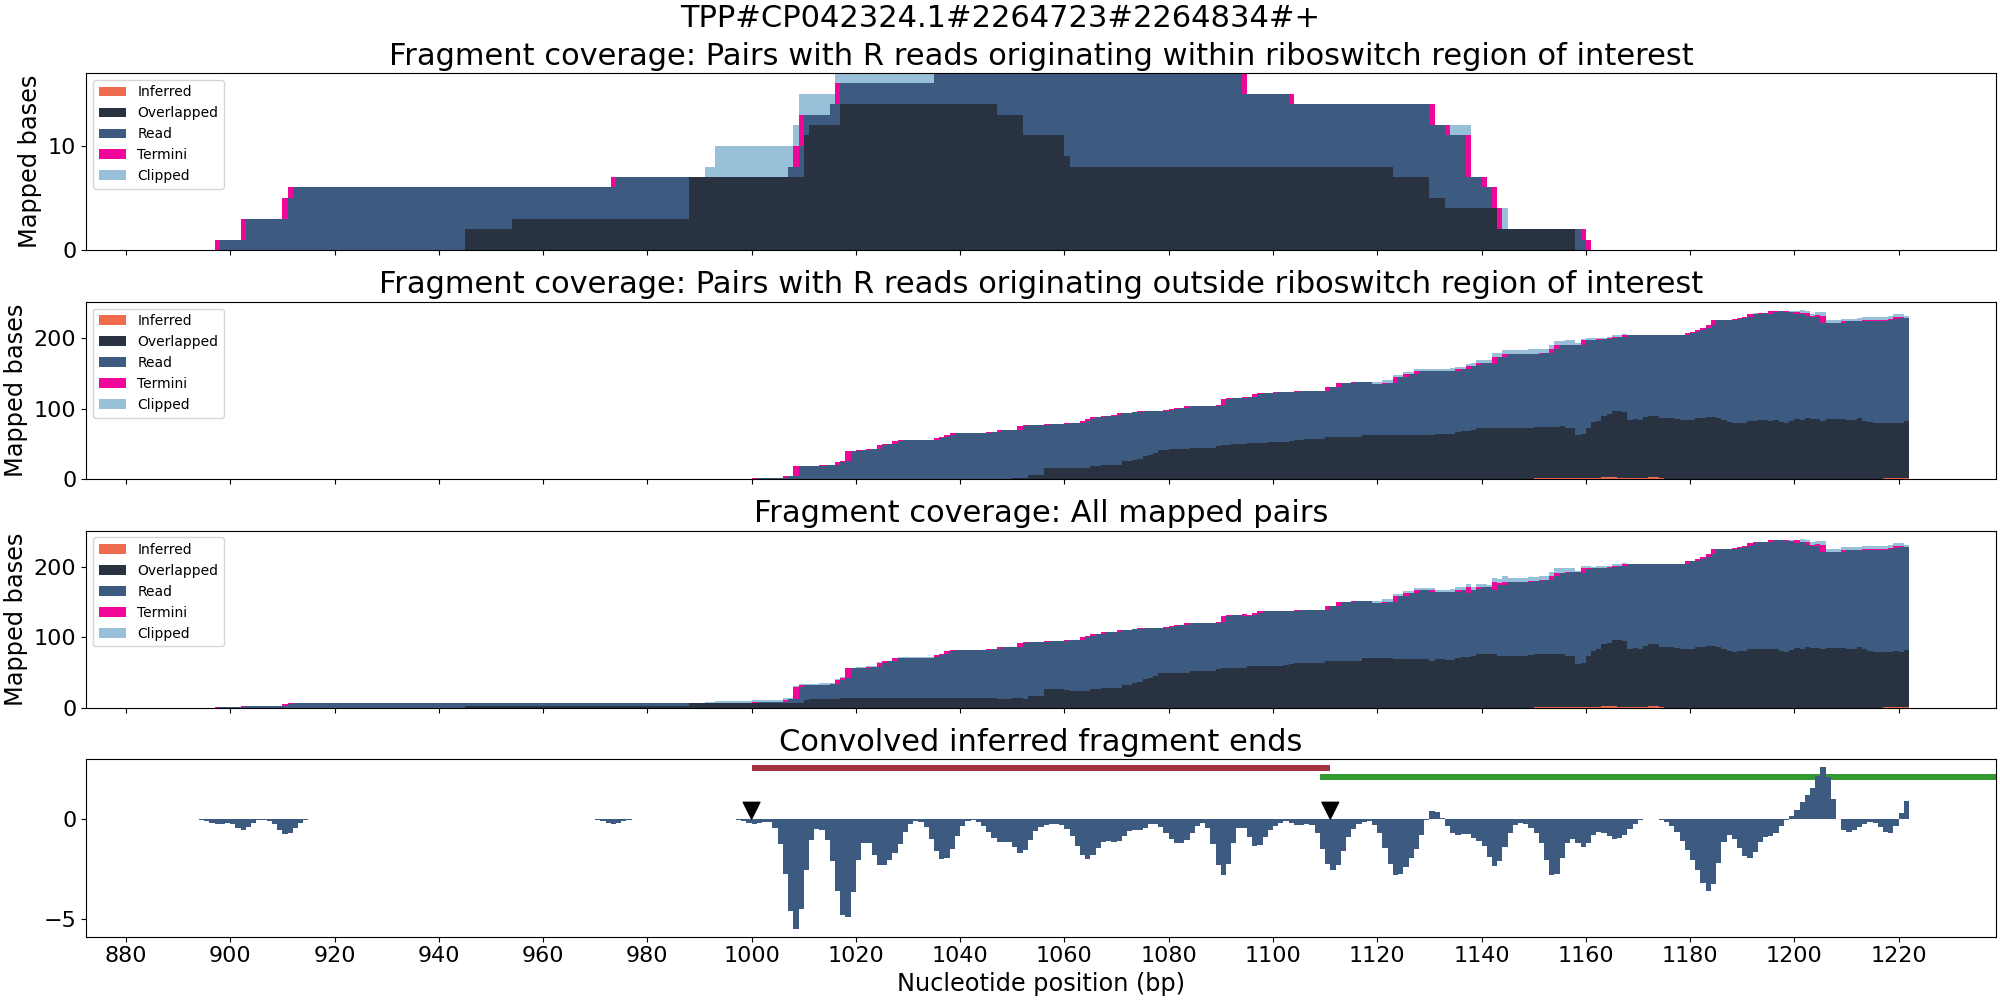 TPP#CP042324.1#2264723#2264834#+
Fragment coverage: Pairs with R reads originating within riboswitch region of interest
Mapped bases
10
0
Inferred
Overlapped
Read
Termini
Clipped
Fragment coverage: Pairs with R reads originating outside riboswitch region of interest
Mapped bases
200
100
0
Inferred
Overlapped
Read
Termini
Clipped
Fragment coverage: All mapped pairs
Mapped bases
200
100
0
Inferred
Overlapped
Read
Termini
Clipped
Convolved inferred fragment ends
0
−5
880 900 920 940 960 980 1000 1020 1040 1060 1080 1100 1120 1140 1160 1180 1200 1220
Nucleotide position (bp)